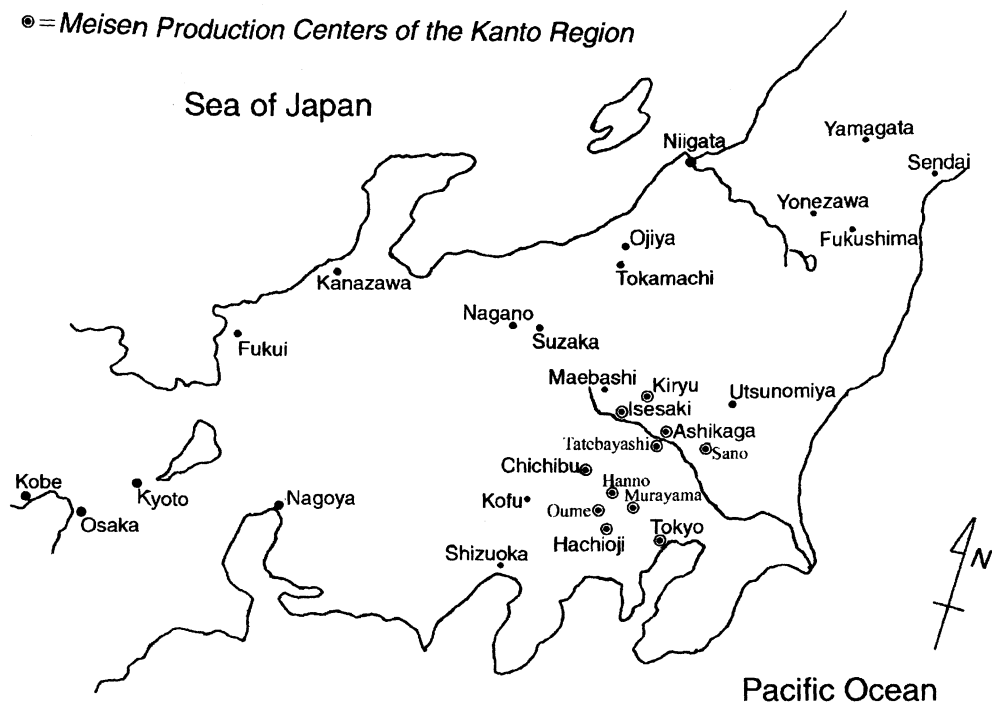 = Meisen Production Centers of the Kanto Region
Sea of Japan
Niigata
Yamagata
Sendai
Yonezawa
Fukushima
Ojiya
Tokamachi
Kanazawa
Nagano
Suzaka
Fukui
Maebashi
Kiryu
Utsunomiya
Isesaki
Ashikaga
Tatebayashi
Sano
Chichibu
Hanno
Kobe
Kyoto
Nagoya
Kofu
Murayama
Oume
Osaka
Tokyo
Hachioji
Shizuoka
N
Pacific Ocean